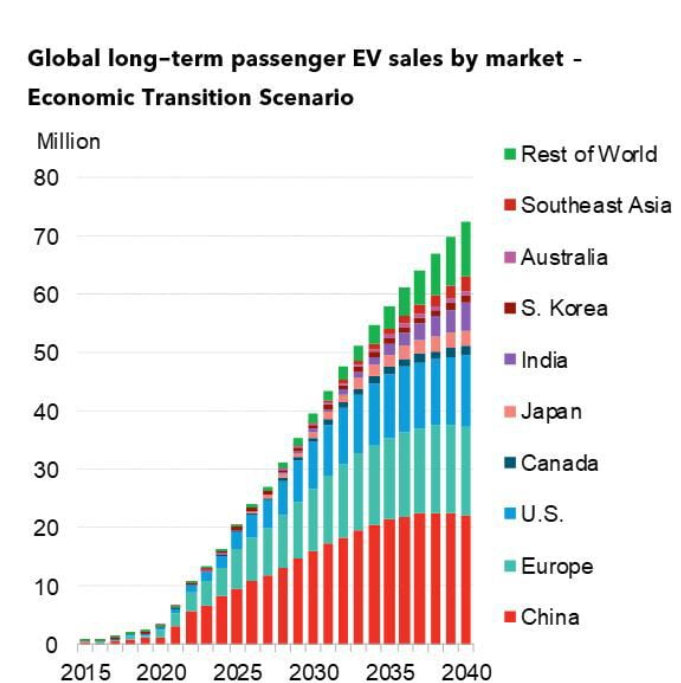 Global long-term passenger EV sales by market -
Economic Transition Scenario
Million
80
70
60
50
40
30
20
10
0
2015 2020 2025 2030 2035 2040
Rest of World
Southeast Asia
Australia
S. Korea
India
Japan
Canada
U.S.
Europe
China